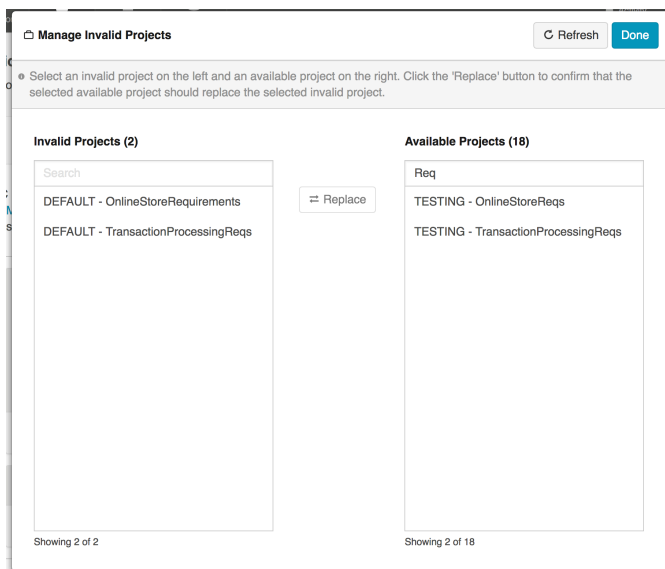 Manage Invalid Projects
Refresh
Done
Select an invalid project on the left and an available project on the right. Click the 'Replace' button to confirm that the
selected available project should replace the selected invalid project.
Invalid Projects (2)
Available Projects (18)
Search
Req
Replace
DEFAULT - OnlineStoreRequirements
TESTING - OnlineStoreReqs
DEFAULT - TransactionProcessingReqs
TESTING - TransactionProcessingReqs
Showing 2 of 2
Showing 2 of 18